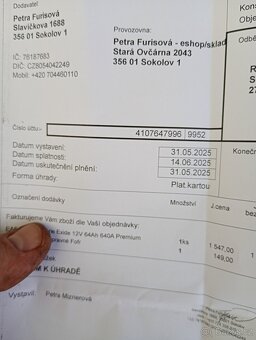 Dodavatel
Petra Furisová
Slavíčkova 1688
356 01 Sokolov 1
IČ: 76187683
DIČ: CZ8054042249
Mobil: +420 704460110
Provozovna:
Petra Furisová - eshop/sklad
Stará Ovčárna 2043
356 01 Sokolov 1
Kons
Obje
Odbě
Číslo účtu
4107647996 9952
Datum vystavení: 31.05.2025
Datum splatnosti: 14.06.2025
Datum uskutečnění plnění: 31.05.2025
Forma úhrady: Plat.kartou
Konečn
Označení dodávky Množství J.cena
Fakturujeme Vám zboží dle Vaší objednávky:
Exide 12V 64Ah 640A Premium 1ks 1 547.00
149,00
M K ÚHRADĚ
Vystavil: Petra Miznerová